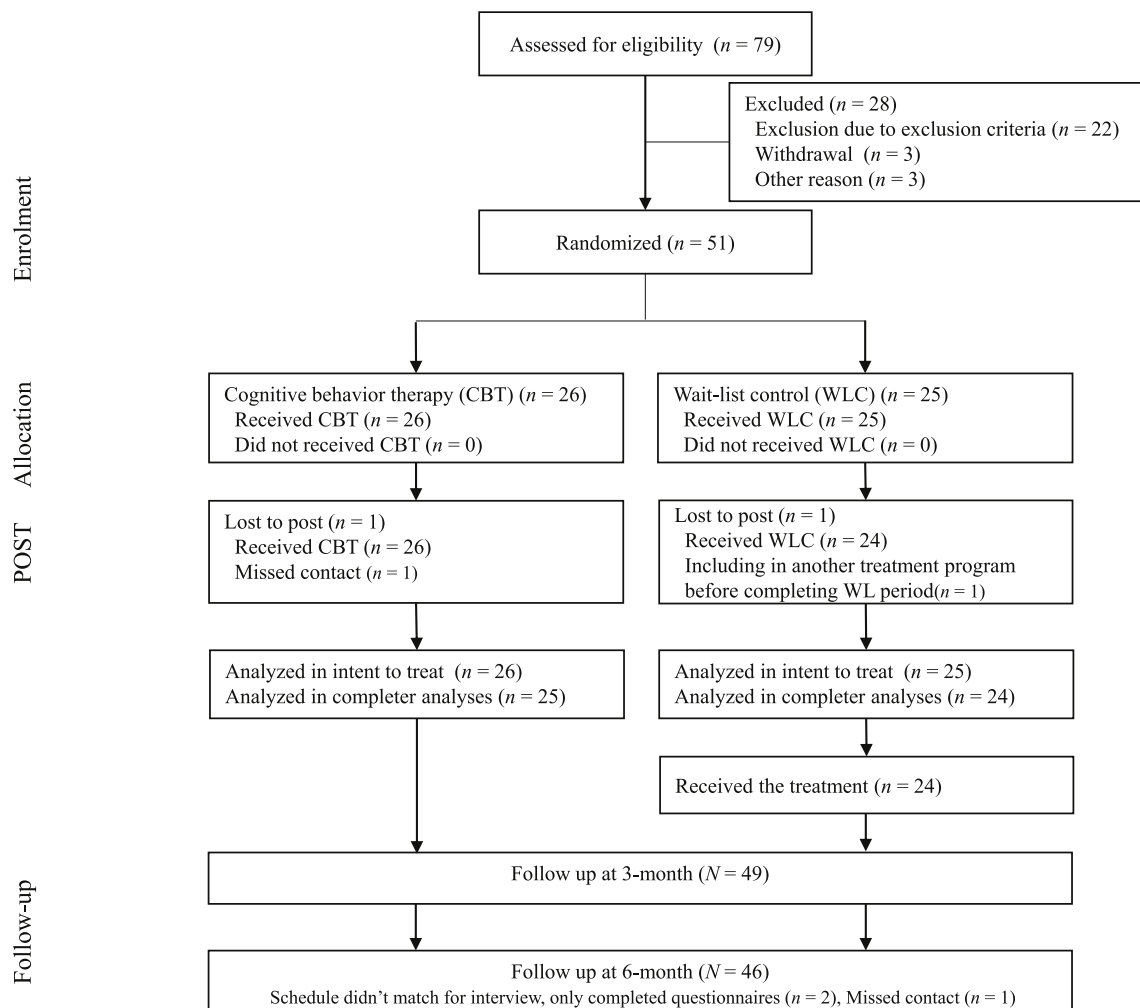 Assessed for eligibility (n = 79)
Excluded (n = 28)
Exclusion due to exclusion criteria (n = 22)
Withdrawal (n = 3)
Other reason (n = 3)
Enrolment
Randomized (n = 51)
Allocation
Cognitive behavior therapy (CBT) (n = 26)
Received CBT (n = 26)
Did not received CBT (n = 0)
Wait-list control (WLC) (n = 25)
Received WLC (n = 25)
Did not received WLC (n = 0)
POST
Lost to post (n = 1)
Received CBT (n = 26)
Missed contact (n = 1)
Lost to post (n = 1)
Received WLC (n = 24)
Including in another treatment program
before completing WL period(n = 1)
Analyzed in intent to treat (n = 26)
Analyzed in completer analyses (n = 25)
Analyzed in intent to treat (n = 25)
Analyzed in completer analyses (n = 24)
Received the treatment (n = 24)
Follow-up
Follow up at 3-month (N = 49)
Follow up at 6-month (N = 46)
Schedule didn't match for interview, only completed questionnaires (n = 2), Missed contact (n = 1)